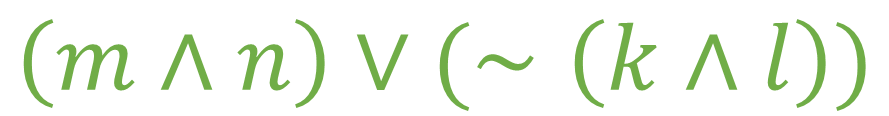 (m ∧ n) ∨ (~ (k ∧ l))